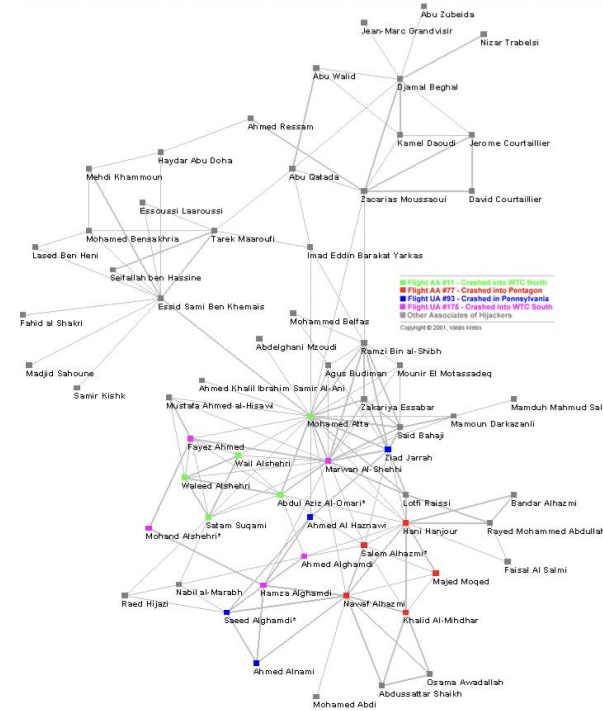 Abu Zubeida
Jean-Marc Grandvisir
Nizar Trabelsi
Abu Walid
Djamal Beghal
Ahmed Ressam
Kamel Daoudi
Jerome Courtaillier
Haydar Abu Doha
Mehdi Khammoun
Abu Qatada
Zacarias Moussaoui
David Courtaillier
Essoussi Laaroussi
Mohamed Bensakhria
Tarek Maaroufi
Lased Ben Heni
Imad Eddin Barakat Yarkas
Seifallah ben Hassine
Essid Sami Ben Khemais
Flight AA #11 - Crashed into WTC North
Flight AA #77 - Crashed into Pentagon
Flight UA #93 - Crashed in Pennsylvania
Flight UA #175 - Crashed into WTC South
Other Associates of Hijackers
Copyright © 2001, Valdis Krebs
Fahid al Shakri
Mohammed Belfas
Abdelghani Mzoudi
Ramzi Bin al-Shibh
Madjid Sahoune
Agus Budiman
Mounir El Motassadeq
Samir Kishk
Ahmed Khalil Ibrahim Samir Al-Ani
Mustafa Ahmed al-Hisawi
Zakariya Essabar
Mamduh Mahmud Sal
Mohamed Atta
Said Bahaji
Mamoun Darkazanli
Fayez Ahmed
Ziad Jarrah
Wail Alshehri
Marwan Al-Shehhi
Waleed Alshehri
Abdul Aziz Al-Omari*
Lotfi Raissi
Bandar Alhazmi
Satam Suqami
Ahmed Al Haznawi
Hani Hanjour
Rayed Mohammed Abdullah
Mohand Alshehri*
Salem Alhazmi*
Ahmed Alghamdi
Faisal Al Salmi
Majed Moqed
Nabil al-Marabh
Hamza Alghamdi
Raed Hijazi
Nawaf Alhazmi
Saeed Alghamdi*
Khalid Al-Mihdhar
Ahmed Alnami
Osama Awadallah
Abdussattar Shaikh
Mohamed Abdi